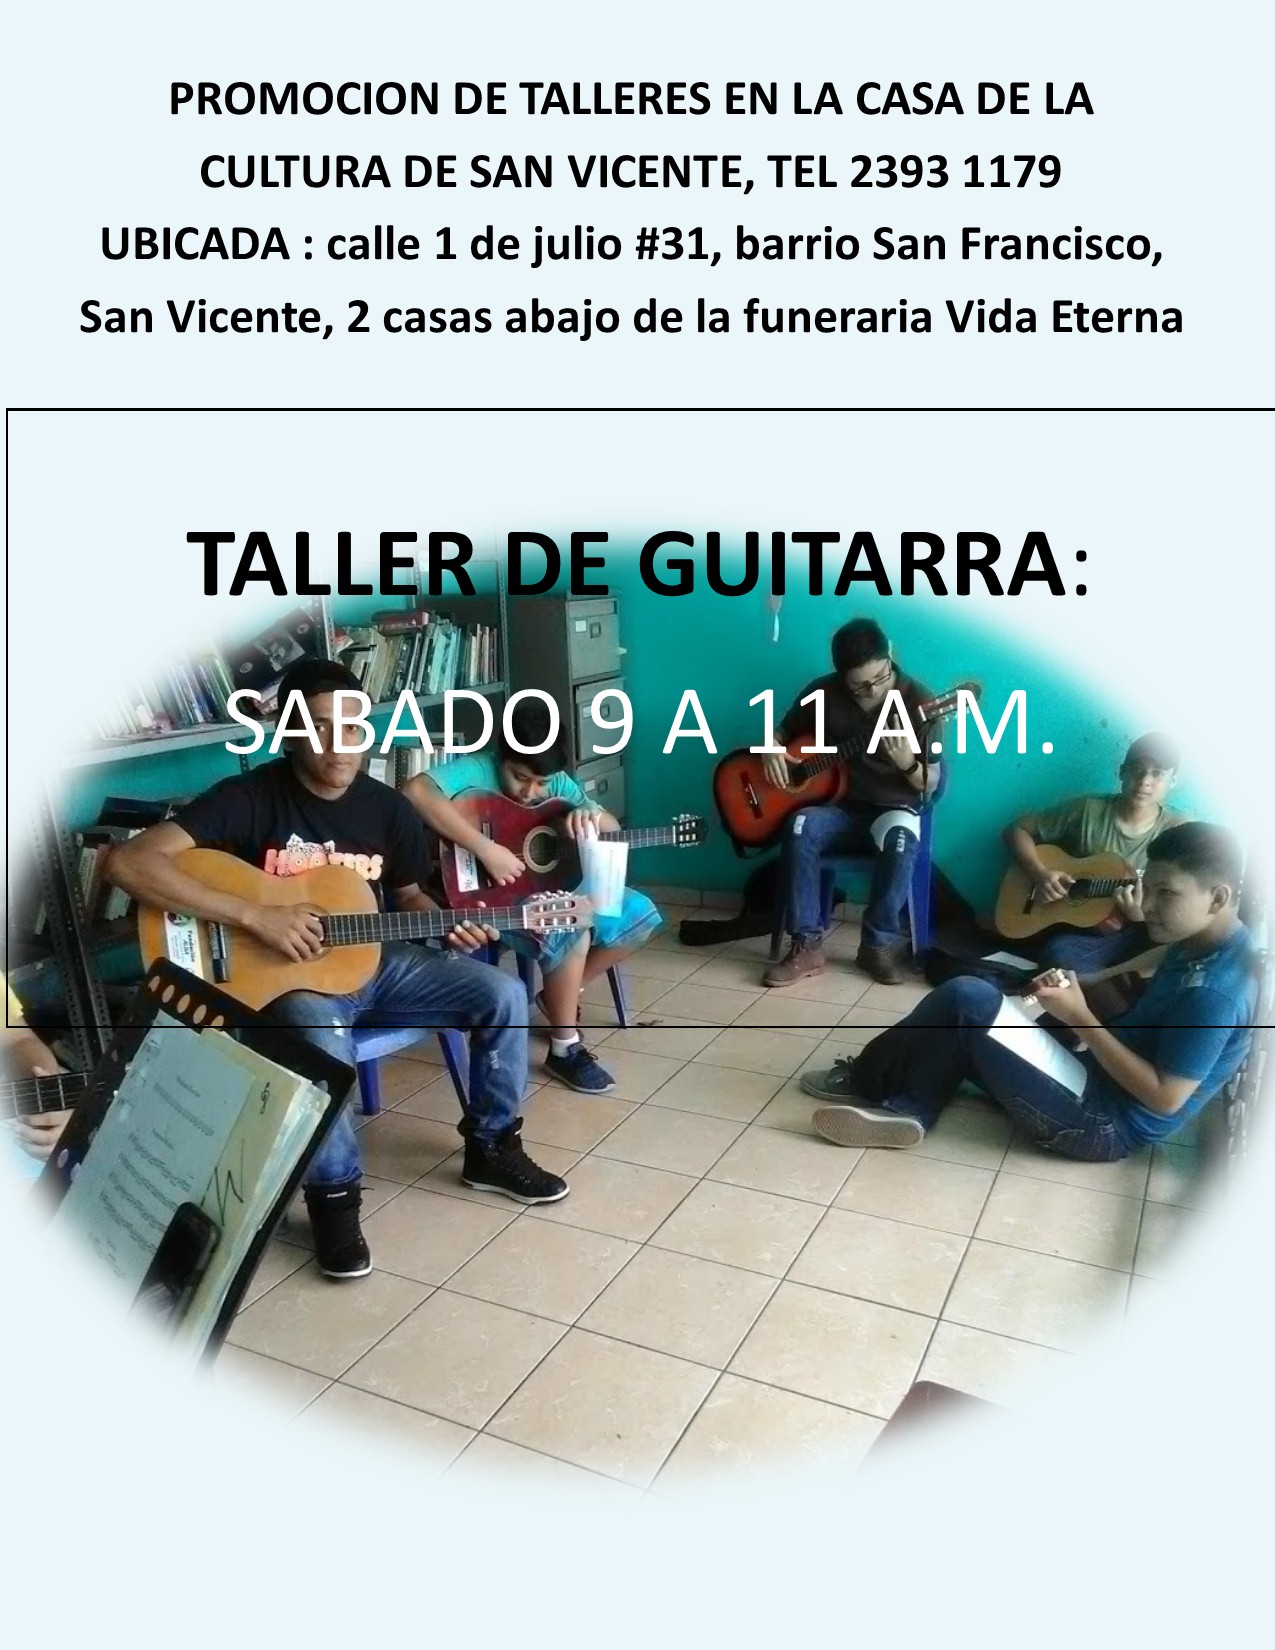 PROMOCION DE TALLERES EN LA CASA DE LA
CULTURA DE SAN VICENTE, TEL 2393 1179
UBICADA : calle 1 de julio #31, barrio San Francisco,
San Vicente, 2 casas abajo de la funeraria Vida Eterna
TALLER DE GUITARRA:
SABADO 9 A 11 A.M.
HOOTERS